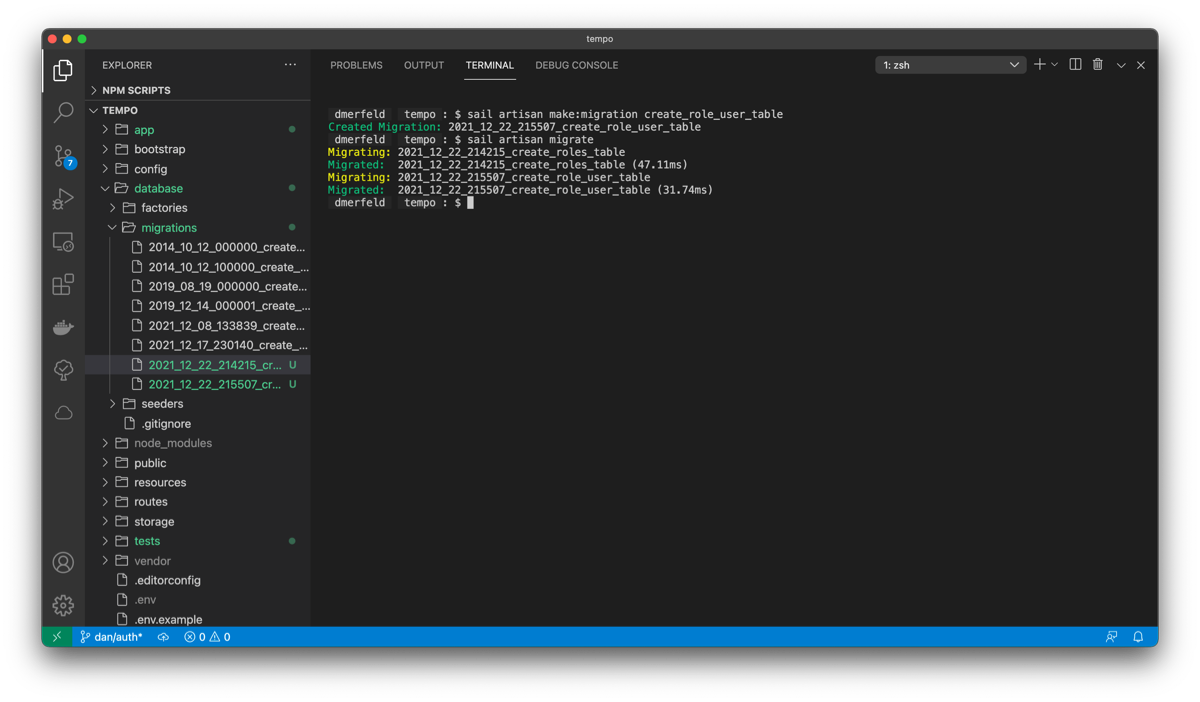 tempo
EXPLORER ···
NPM SCRIPTS
TEMPO
app
bootstrap
config
7
database
factories
migrations
2014_10_12_000000_create...
2014_10_12_100000_create_...
2019_08_19_000000_create...
2019_12_14_000001_create_...
2021_12_08_133839_create...
2021_12_17_230140_create_...
2021_12_22_214215_cr... U
2021_12_22_215507_cr... U
seeders
.gitignore
node_modules
public
resources
routes
storage
tests
vendor
.editorconfig
.env
.env.example
PROBLEMS OUTPUT TERMINAL DEBUG CONSOLE 1: zsh
dmerfeld tempo : $ sail artisan make:migration create_role_user_table
Created Migration: 2021_12_22_215507_create_role_user_table
dmerfeld tempo : $ sail artisan migrate
Migrating: 2021_12_22_214215_create_roles_table
Migrated: 2021_12_22_214215_create_roles_table (47.11ms)
Migrating: 2021_12_22_215507_create_role_user_table
Migrated: 2021_12_22_215507_create_role_user_table (31.74ms)
dmerfeld tempo : $
dan/auth* 0 0